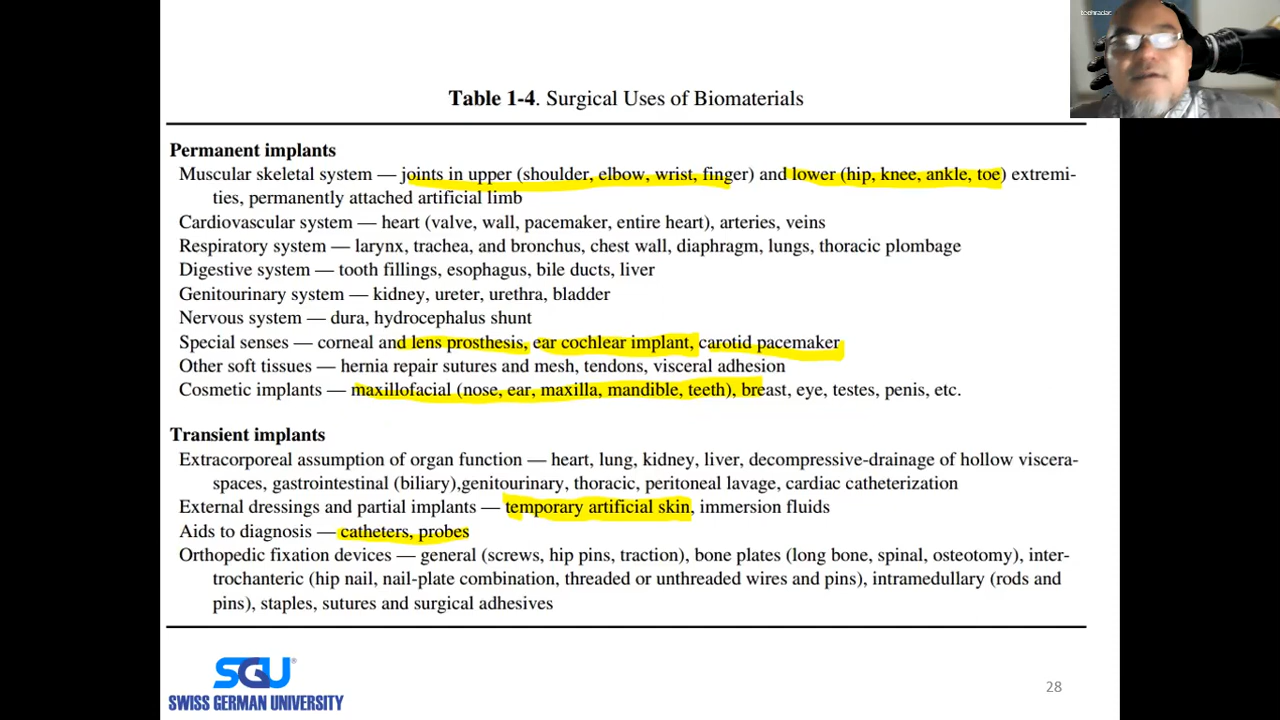 techradar
Table 1-4. Surgical Uses of Biomaterials
Permanent implants
Muscular skeletal system — joints in upper (shoulder, elbow, wrist, finger) and lower (hip, knee, ankle, toe) extremi-
ties, permanently attached artificial limb
Cardiovascular system — heart (valve, wall, pacemaker, entire heart), arteries, veins
Respiratory system — larynx, trachea, and bronchus, chest wall, diaphragm, lungs, thoracic plombage
Digestive system — tooth fillings, esophagus, bile ducts, liver
Genitourinary system — kidney, ureter, urethra, bladder
Nervous system — dura, hydrocephalus shunt
Special senses — corneal and lens prosthesis, ear cochlear implant, carotid pacemaker
Other soft tissues — hernia repair sutures and mesh, tendons, visceral adhesion
Cosmetic implants — maxillofacial (nose, ear, maxilla, mandible, teeth), breast, eye, testes, penis, etc.
Transient implants
Extracorporeal assumption of organ function — heart, lung, kidney, liver, decompressive-drainage of hollow viscera-
spaces, gastrointestinal (biliary),genitourinary, thoracic, peritoneal lavage, cardiac catheterization
External dressings and partial implants — temporary artificial skin, immersion fluids
Aids to diagnosis — catheters, probes
Orthopedic fixation devices — general (screws, hip pins, traction), bone plates (long bone, spinal, osteotomy), inter-
trochanteric (hip nail, nail-plate combination, threaded or unthreaded wires and pins), intramedullary (rods and
pins), staples, sutures and surgical adhesives
SGU®
SWISS GERMAN UNIVERSITY
28